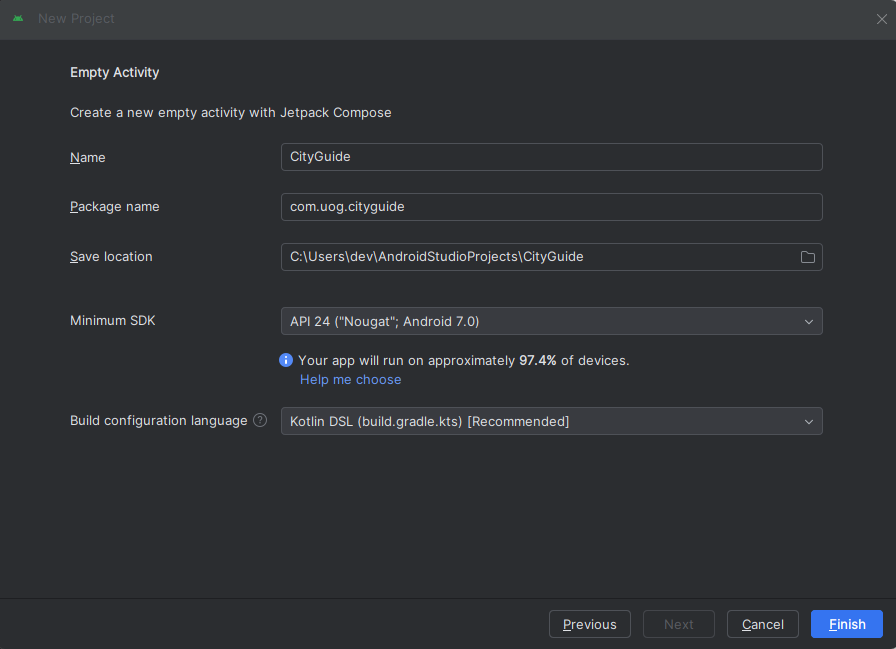 New Project
Empty Activity
Create a new empty activity with Jetpack Compose
Name
CityGuide
Package name
com.uog.cityguide
Save location
C:\Users\dev\AndroidStudioProjects\CityGuide
Minimum SDK
API 24 ("Nougat"; Android 7.0)
Your app will run on approximately 97.4% of devices.
Help me choose
Build configuration language ?
Kotlin DSL (build.gradle.kts) [Recommended]
Previous
Next
Cancel
Finish